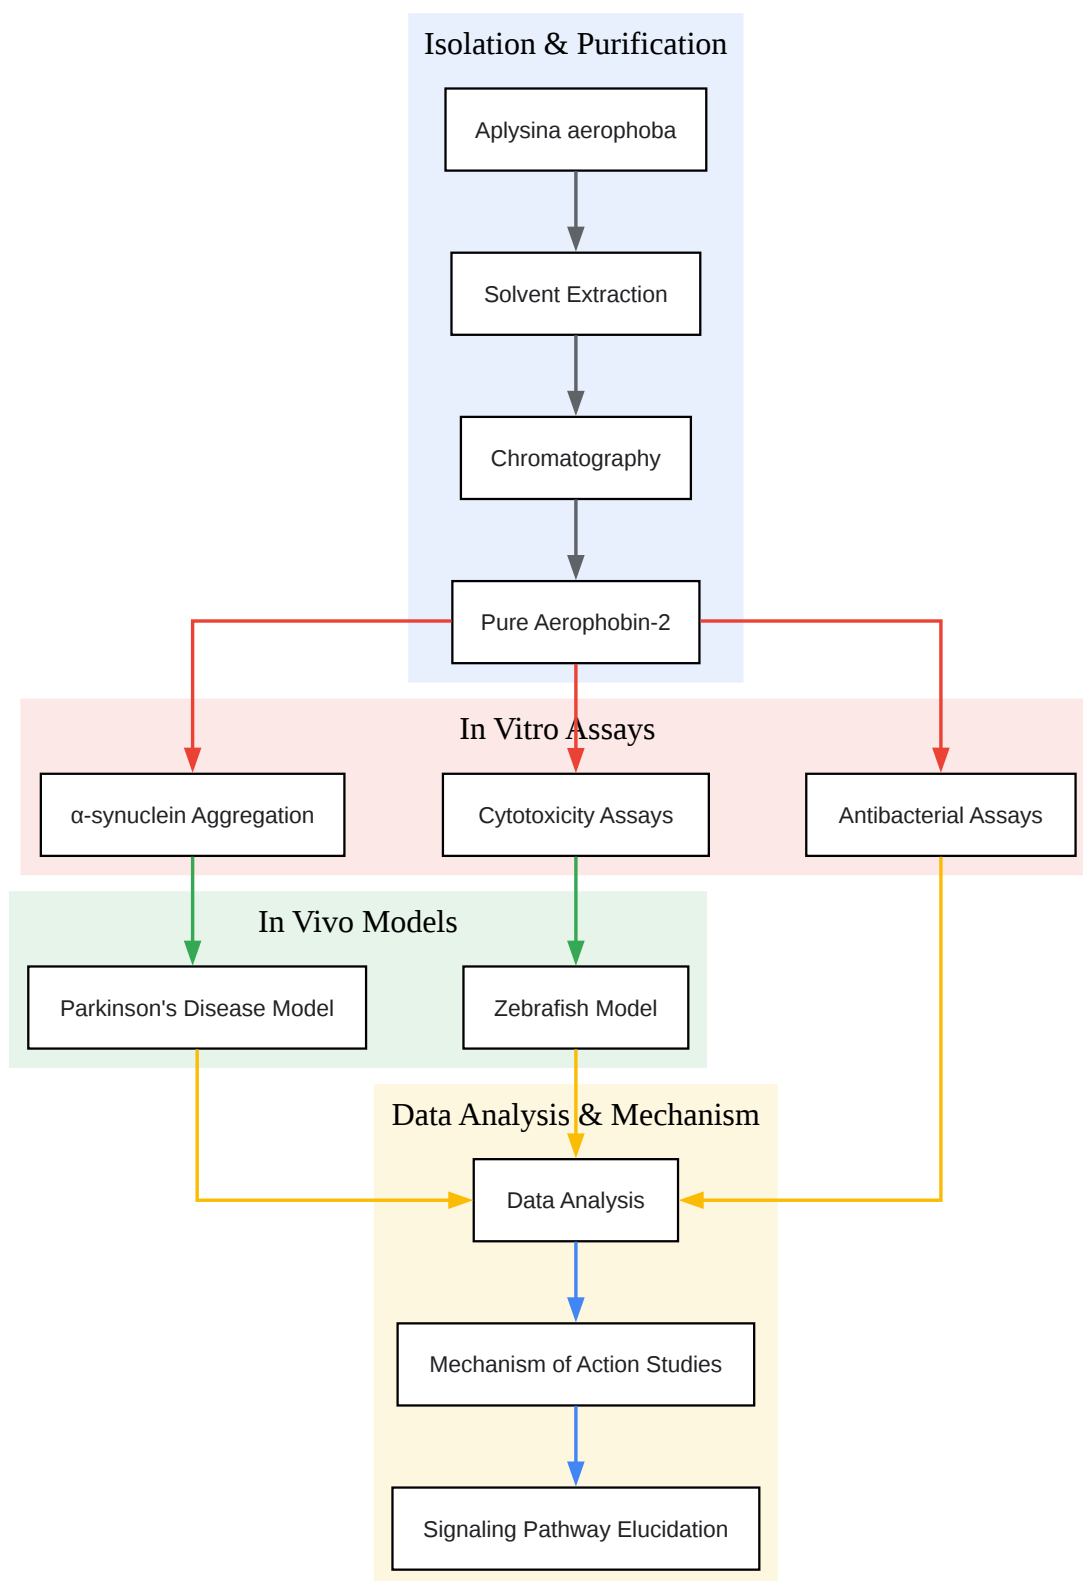 Isolation & Purification
Aplysina aerophoba
Solvent Extraction
Chromatography
Pure Aerophobin-2
In Vitro Assays
α-synuclein Aggregation
Cytotoxicity Assays
Antibacterial Assays
In Vivo Models
Parkinson's Disease Model
Zebrafish Model
Data Analysis & Mechanism
Data Analysis
Mechanism of Action Studies
Signaling Pathway Elucidation